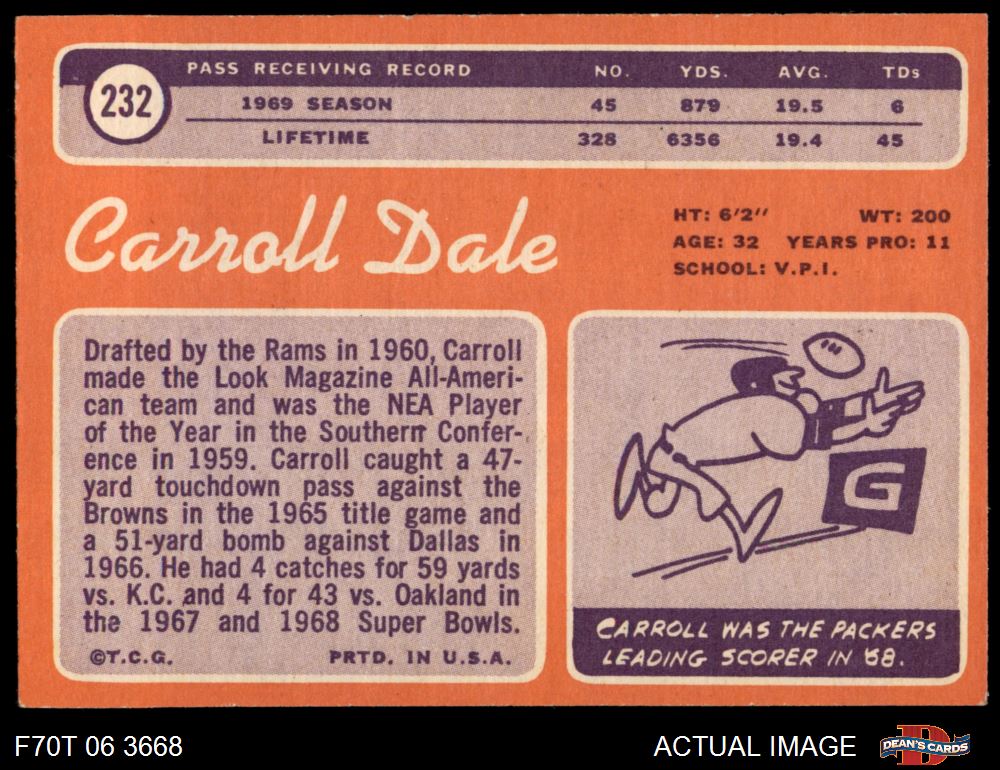 232
PASS RECEIVING RECORD NO. YDS. AVG. TDs
1969 SEASON 45 879 19.5 6
LIFETIME 328 6356 19.4 45
Carroll Dale
HT: 6'2" WT: 200
AGE: 32 YEARS PRO: 11
SCHOOL: V.P.I.
Drafted by the Rams in 1960, Carroll
made the Look Magazine All-Ameri-
can team and was the NEA Player
of the Year in the Southern Confer-
ence in 1959. Carroll caught a 47-
yard touchdown pass against the
Browns in the 1965 title game and
a 51-yard bomb against Dallas in
1966. He had 4 catches for 59 yards
vs. K.C. and 4 for 43 vs. Oakland in
the 1967 and 1968 Super Bowls.
©T.C.G. PRTD. IN U.S.A.
G
CARROLL WAS THE PACKERS
LEADING SCORER IN '68.
F70T 06 3668
ACTUAL IMAGE
D
DEAN'S CARDS